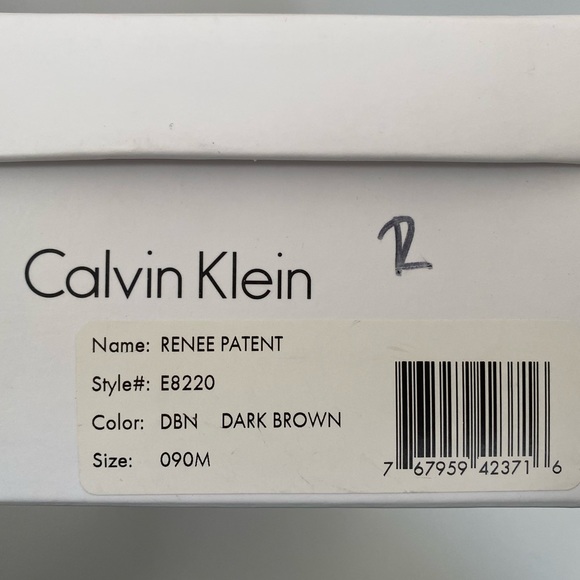 R
Calvin Klein
Name: RENEE PATENT
Style#: E8220
Color: DBN DARK BROWN
Size: 090M
7 67959 42371 6